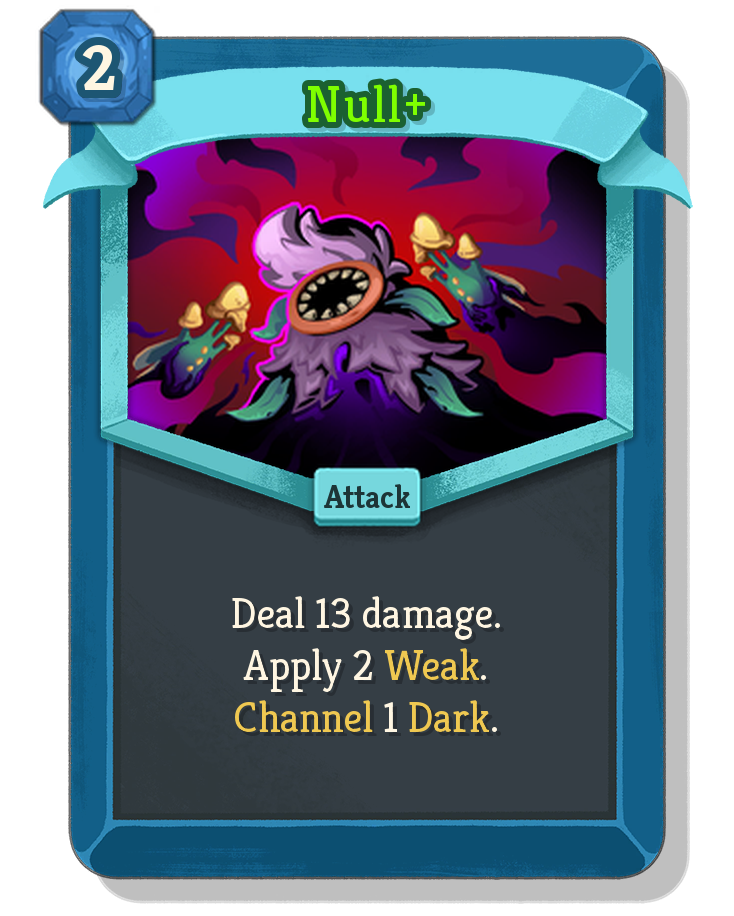 2
Null+
Attack
Deal 13 damage.
Apply 2 Weak.
Channel 1 Dark.